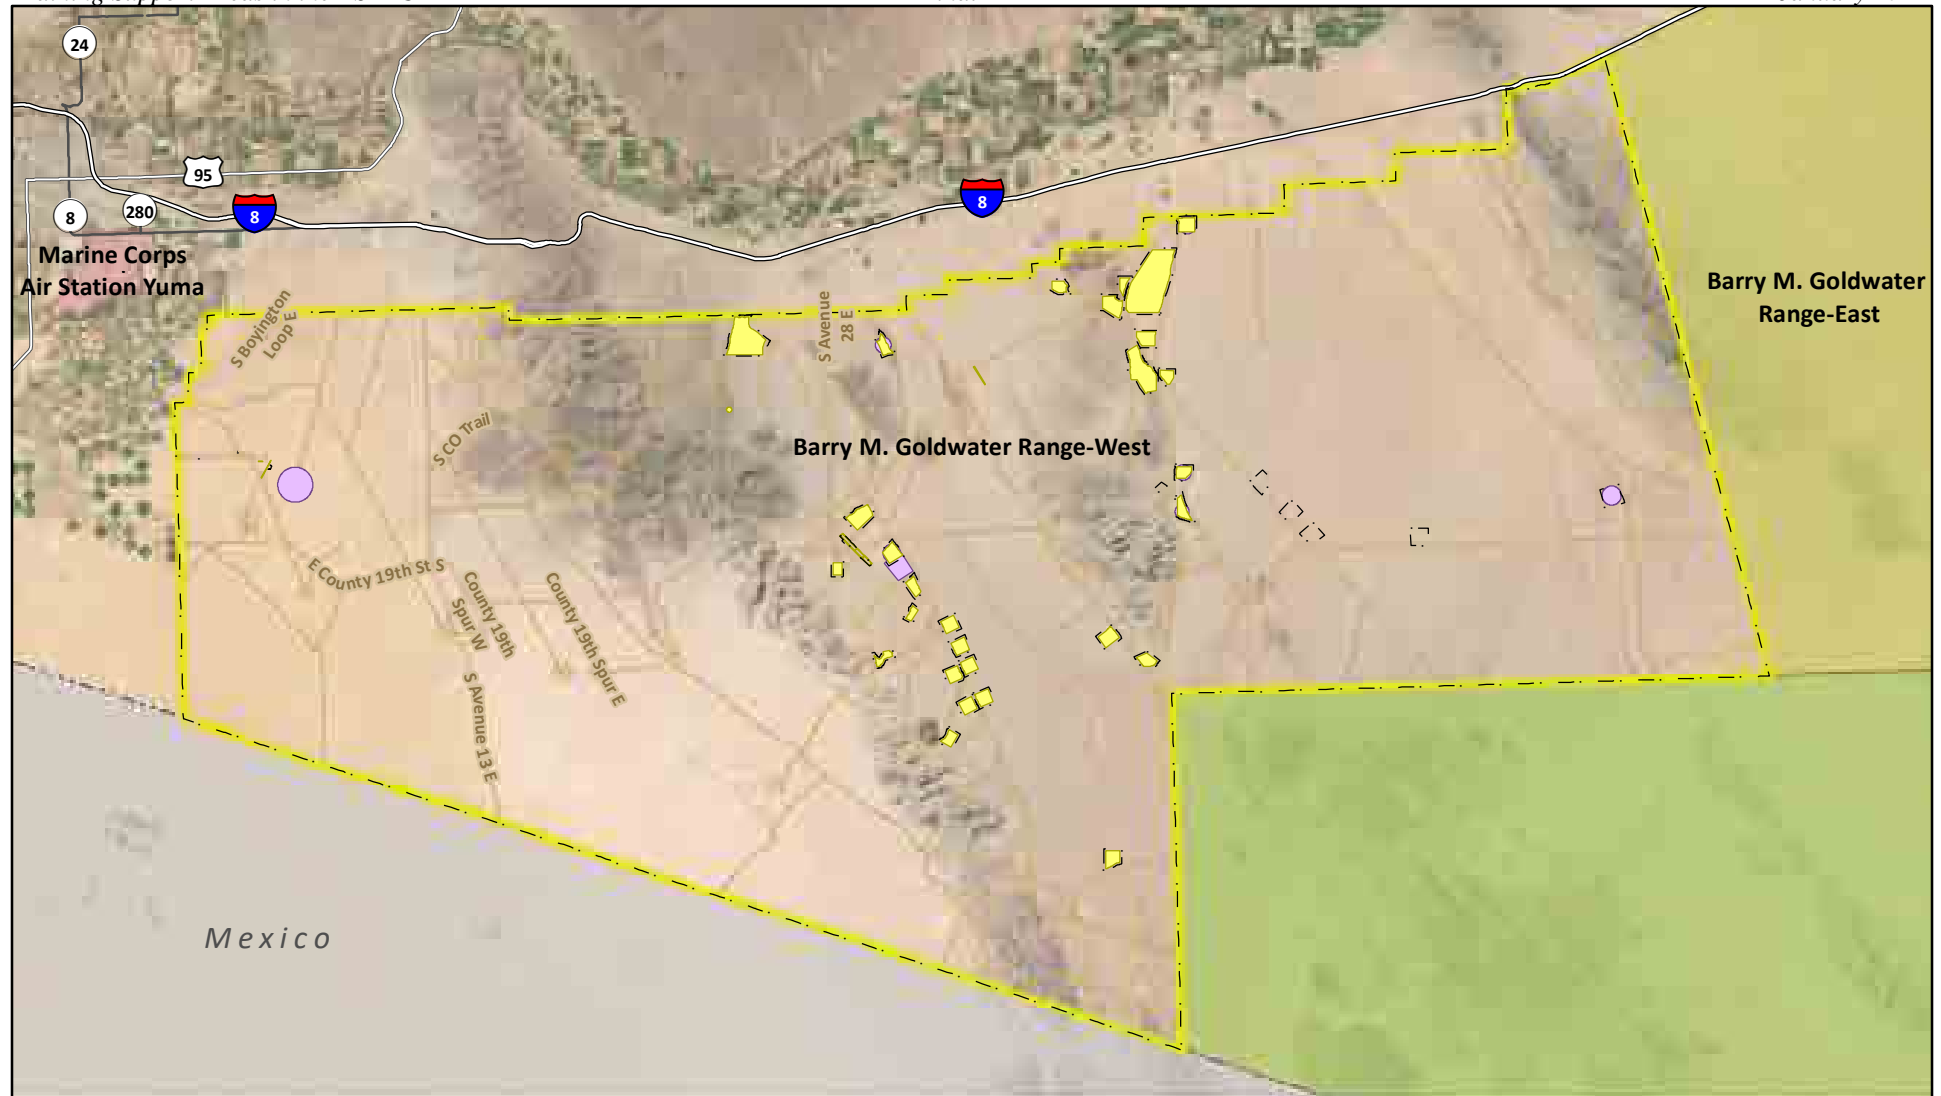 24
95
8
280
8
8
Marine Corps
Air Station Yuma
S Boyington
Loop E
S Avenue
28 E
Barry M. Goldwater
Range-East
S CO Trail
Barry M. Goldwater Range-West
E County 19th St S
County 19th
Spur W
County 19th Spur E
S Avenue 13 E
Mexico